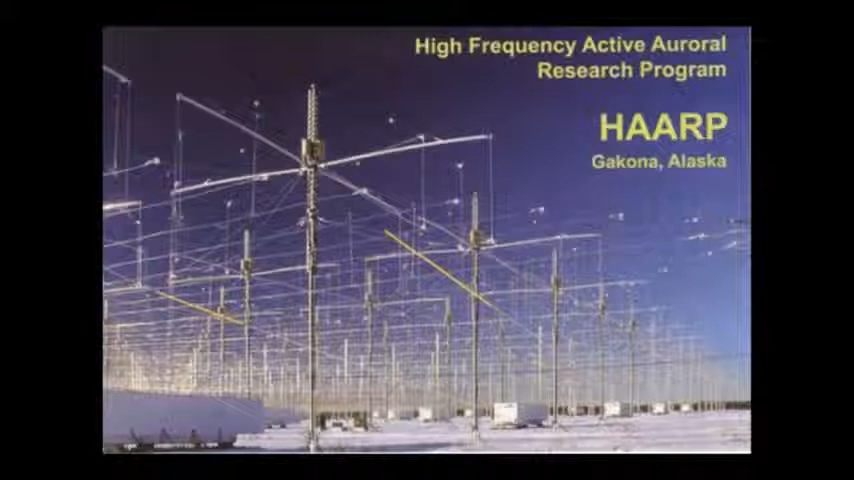 High Frequency Active Auroral
Research Program
HAARP
Gakona, Alaska